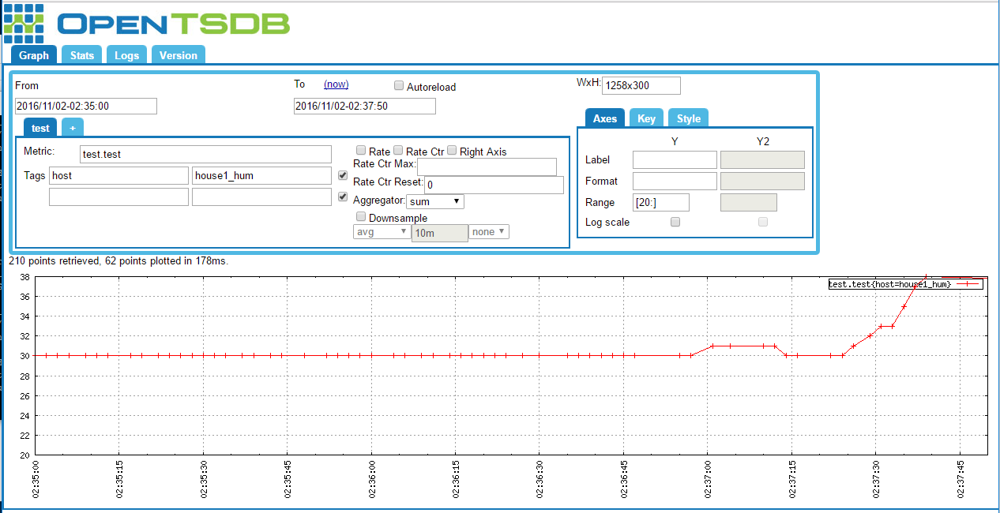 OPENTSDB
Graph Stats Logs Version
From To (now) Autoreload WxH: 1258x300
2016/11/02-02:35:00 2016/11/02-02:37:50
test +
Axes Key Style
Y Y2
Metric: test.test
Rate Rate Ctr Right Axis
Label
Rate Ctr Max:
Tags host house1_hum
Rate Ctr Reset: 0
Format
Aggregator: sum
Range [20:]
Downsample
Log scale
avg 10m none
210 points retrieved, 62 points plotted in 178ms.
test.test{host=house1_hum}
38
36
34
32
30
28
26
24
22
20
02:35:00 02:35:15 02:35:30 02:35:45 02:36:00 02:36:15 02:36:30 02:36:45 02:37:00 02:37:15 02:37:30 02:37:45